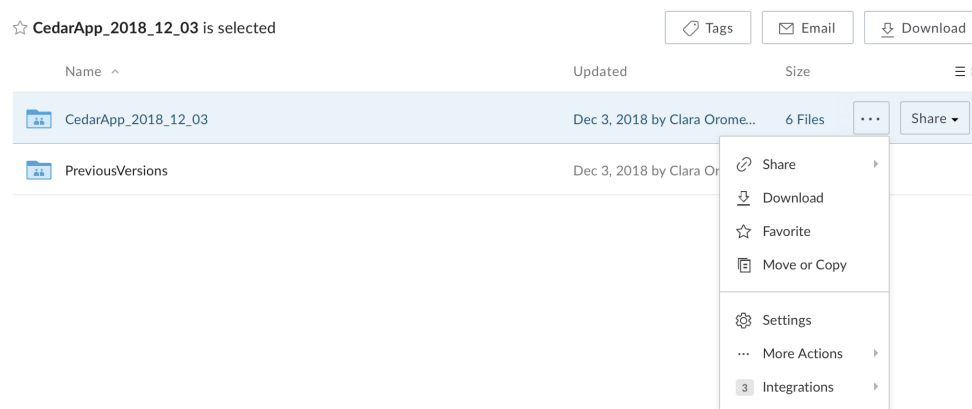 CedarApp_2018_12_03 is selected
Tags
Email
Download
Name
Updated
Size
CedarApp_2018_12_03
Dec 3, 2018 by Clara Orome...
6 Files
...
Share
PreviousVersions
Dec 3, 2018 by Clara Or
Share
Download
Favorite
Move or Copy
Settings
More Actions
3 Integrations